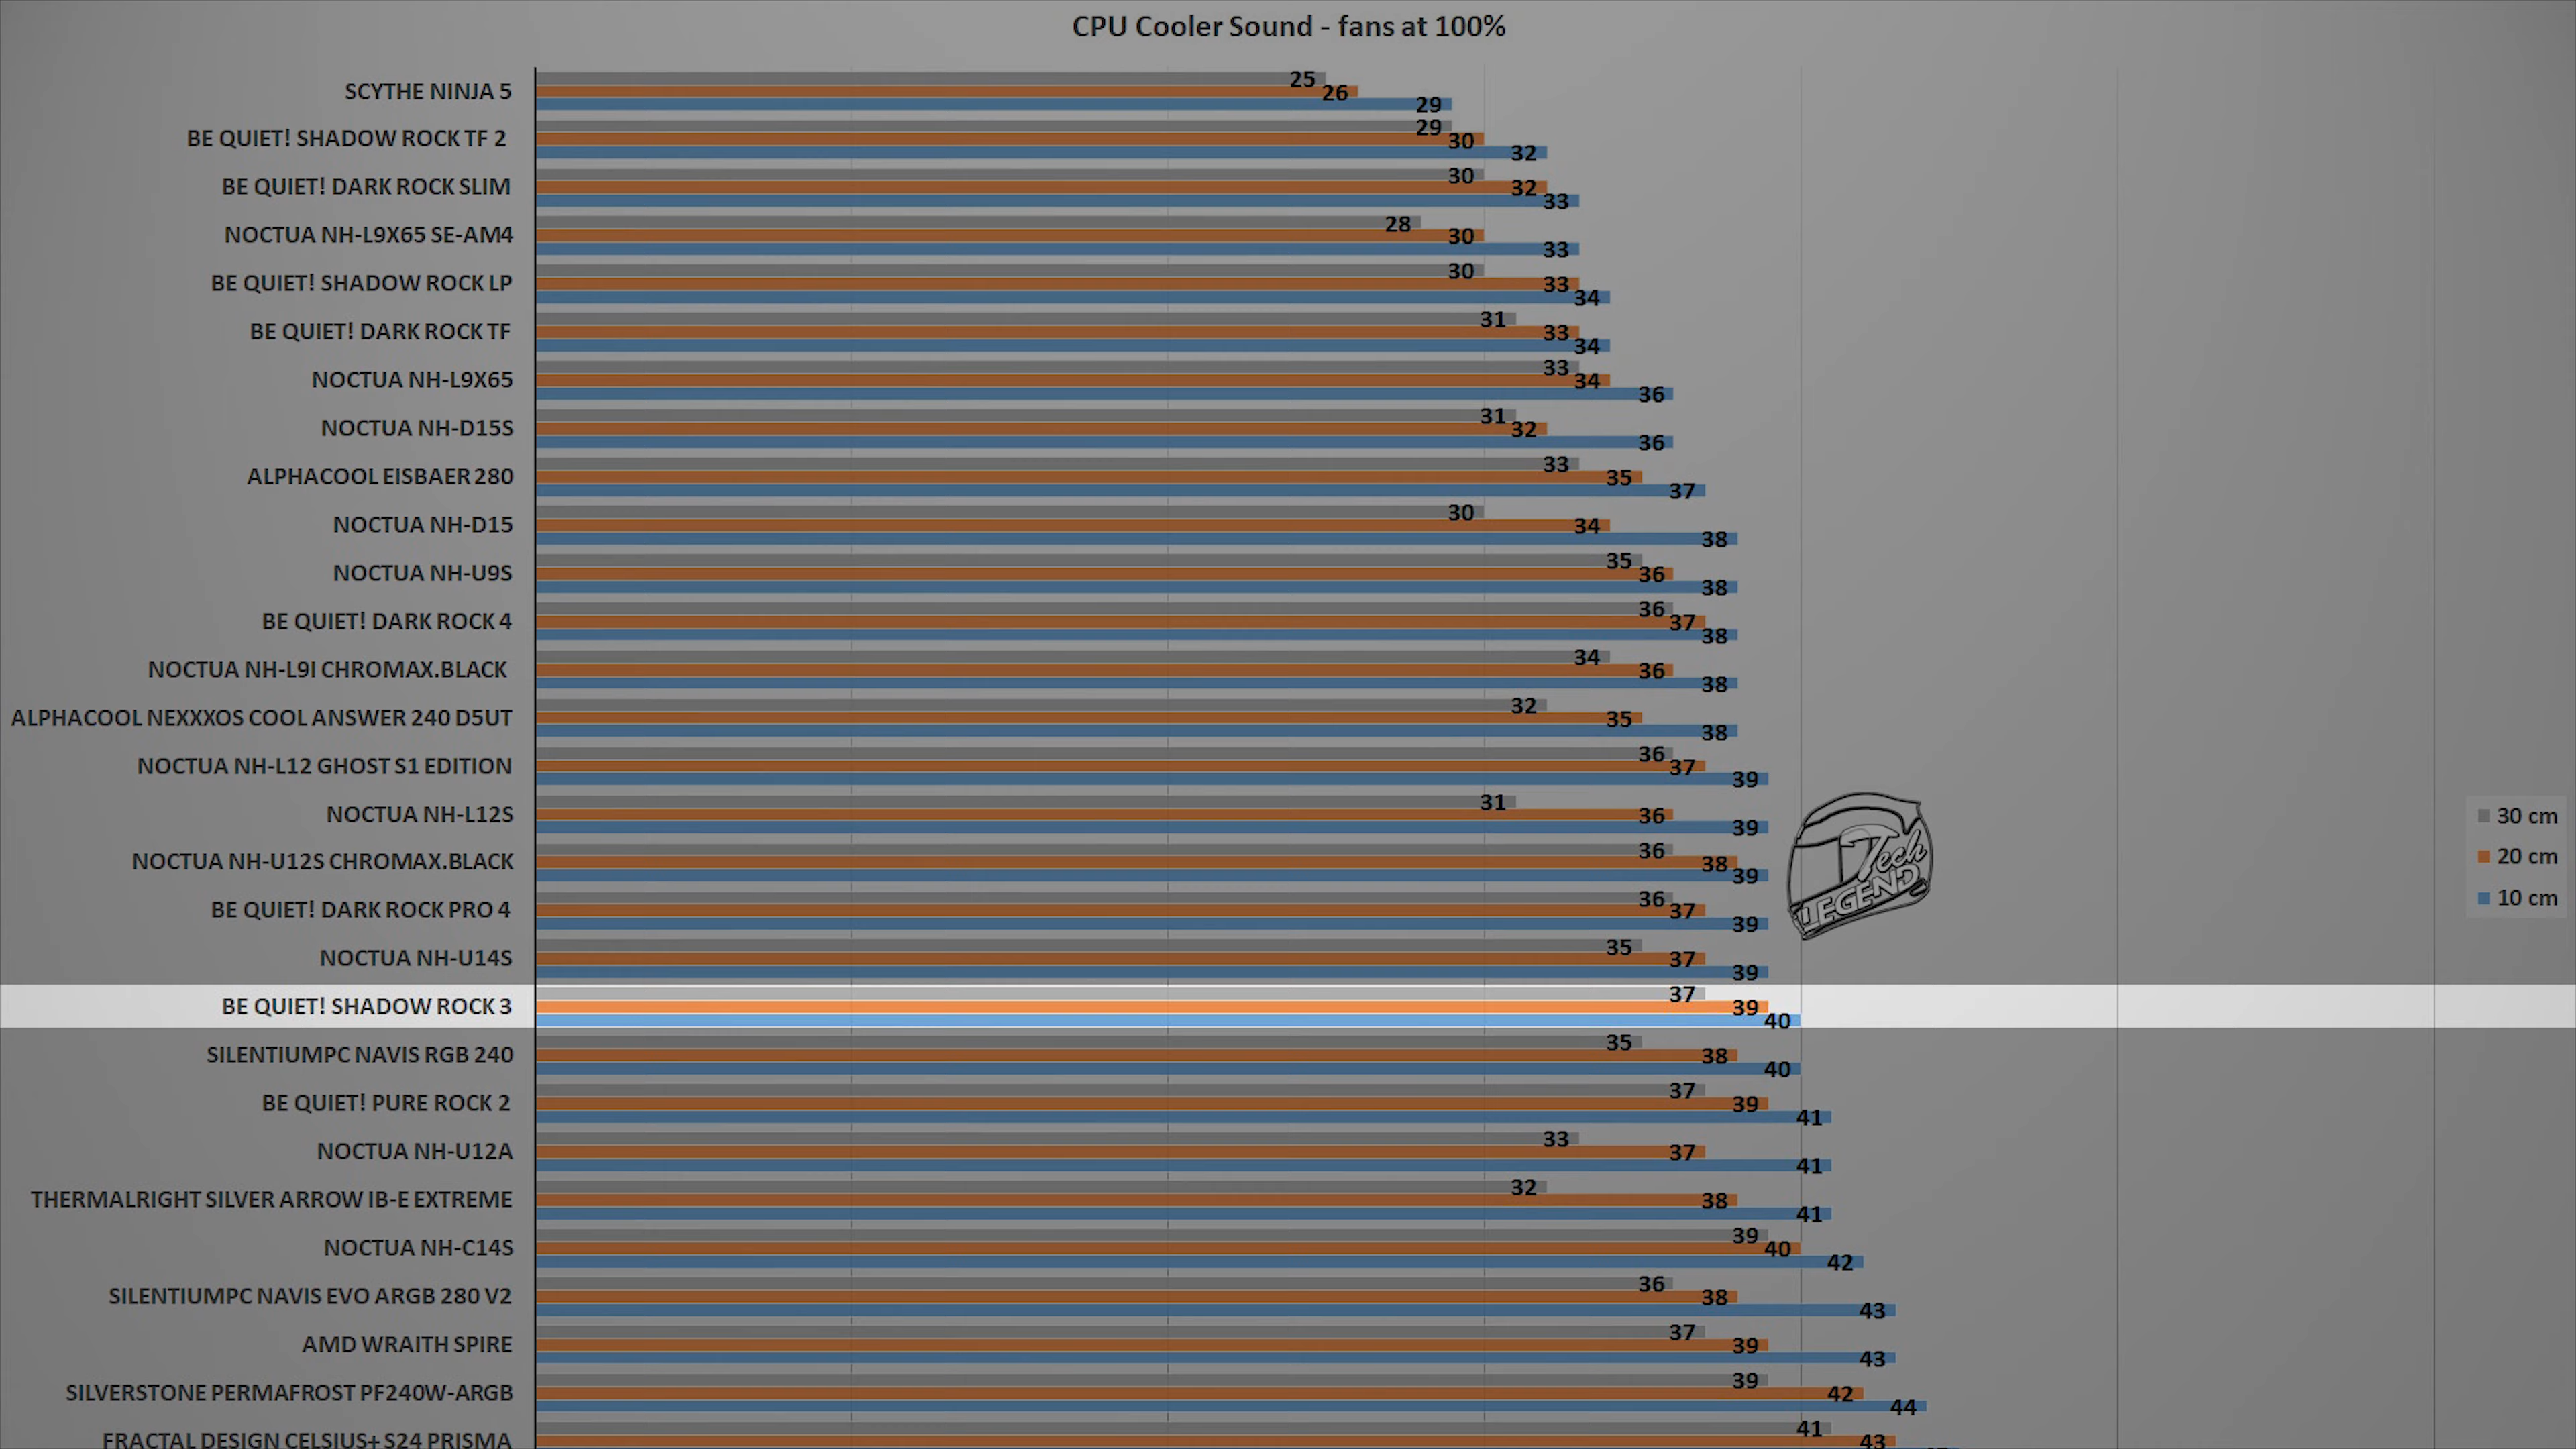 CPU Cooler Sound - fans at 100%
SCYTHE NINJA 5 25 26 29
BE QUIET! SHADOW ROCK TF 2 29 30 32
BE QUIET! DARK ROCK SLIM 30 32 33
NOCTUA NH-L9X65 SE-AM4 28 30 33
BE QUIET! SHADOW ROCK LP 30 33 34
BE QUIET! DARK ROCK TF 31 33 34
NOCTUA NH-L9X65 33 34 36
NOCTUA NH-D15S 31 32 36
ALPHACOOL EISBAER 280 33 35 37
NOCTUA NH-D15 30 34 38
NOCTUA NH-U9S 35 36 38
BE QUIET! DARK ROCK 4 36 37 38
NOCTUA NH-L9I CHROMAX.BLACK 34 36 38
ALPHACOOL NEXXXOS COOL ANSWER 240 D5UT 32 35 38
NOCTUA NH-L12 GHOST S1 EDITION 36 37 39
NOCTUA NH-L12S 31 36 39
NOCTUA NH-U12S CHROMAX.BLACK 36 38 39
BE QUIET! DARK ROCK PRO 4 36 37 39
NOCTUA NH-U14S 35 37 39
BE QUIET! SHADOW ROCK 3 37 39 40
SILENTIUMPC NAVIS RGB 240 35 38 40
BE QUIET! PURE ROCK 2 37 39 41
NOCTUA NH-U12A 33 37 41
THERMALRIGHT SILVER ARROW IB-E EXTREME 32 38 41
NOCTUA NH-C14S 39 40 42
SILENTIUMPC NAVIS EVO ARGB 280 V2 36 38 43
AMD WRAITH SPIRE 37 39 43
SILVERSTONE PERMAFROST PF240W-ARGB 39 42 44
FRACTAL DESIGN CELSIUS+ S24 PRISMA 41 43
30 cm
20 cm
10 cm
Tech
LEGEND